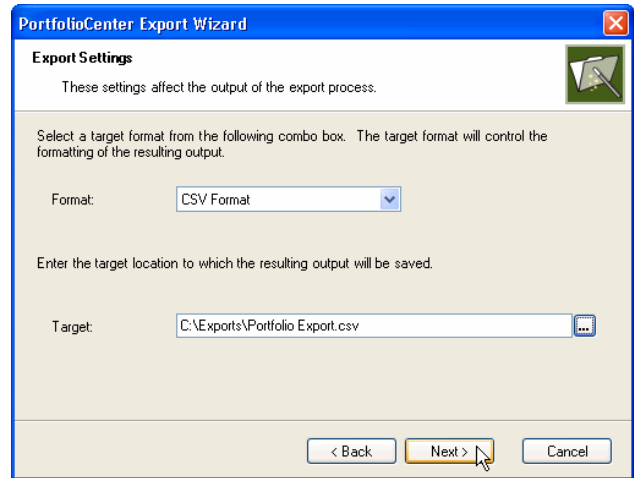 PortfolioCenter Export Wizard
Export Settings
These settings affect the output of the export process.
Select a target format from the following combo box.  The target format will control the
formatting of the resulting output.
Format:
CSV Format
Enter the target location to which the resulting output will be saved.
Target:
C:\Exports\Portfolio Export.csv
...
< Back
Next >
Cancel